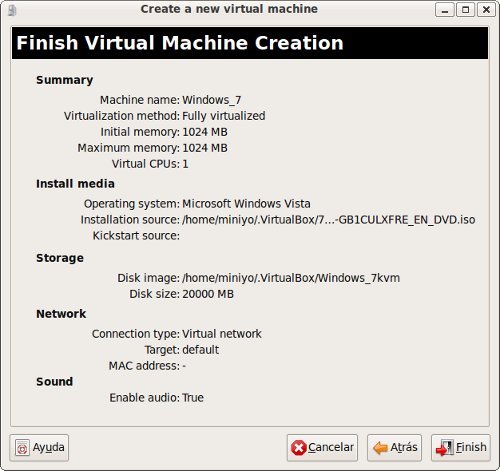 Create a new virtual machine
Finish Virtual Machine Creation
Summary
Machine name: Windows_7
Virtualization method: Fully virtualized
Initial memory: 1024 MB
Maximum memory: 1024 MB
Virtual CPUs: 1
Install media
Operating system: Microsoft Windows Vista
Installation source: /home/miniyo/.VirtualBox/7...-GB1CULXFRE_EN_DVD.iso
Kickstart source:
Storage
Disk image: /home/miniyo/.VirtualBox/Windows_7kvm
Disk size: 20000 MB
Network
Connection type: Virtual network
Target: default
MAC address: -
Sound
Enable audio: True
Ayuda Cancelar Atrás Finish